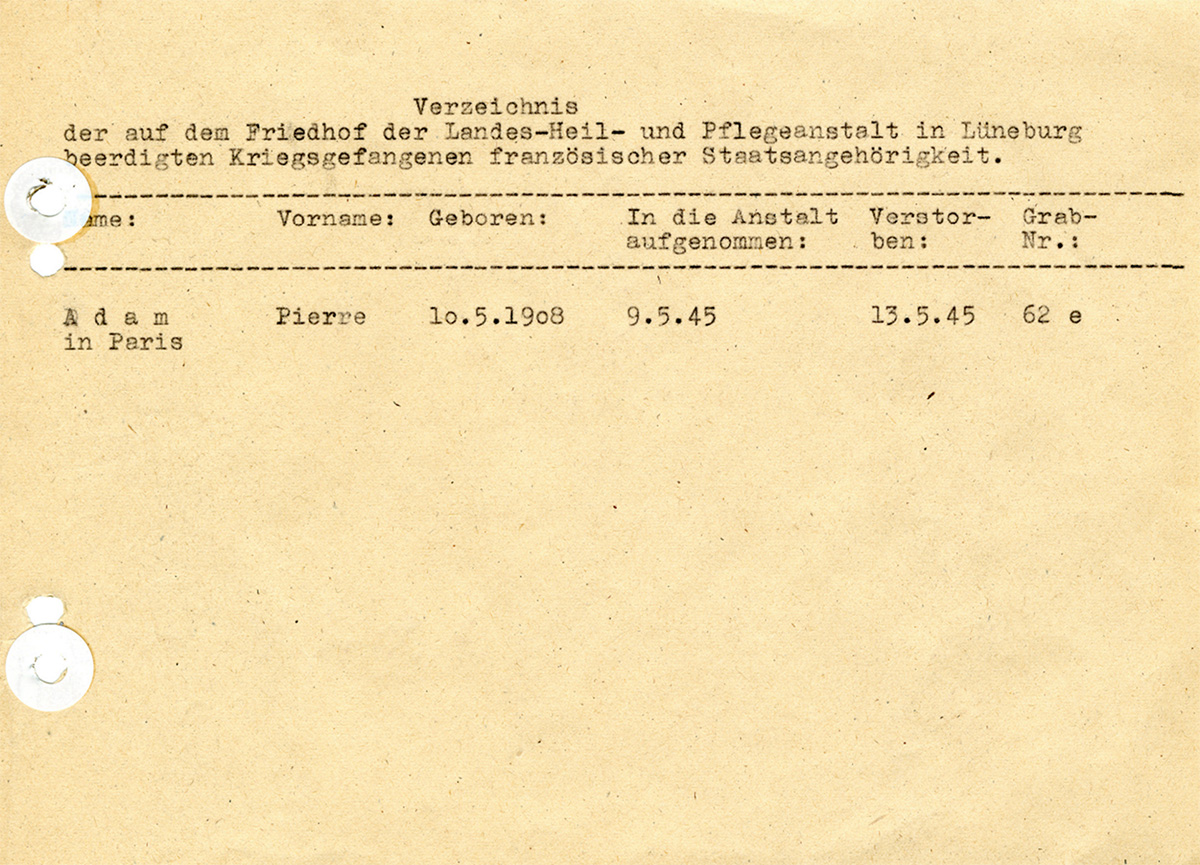 Verzeichnis
der auf dem Friedhof der Landes-Heil- und Pflegeanstalt in Lüneburg
beerdigten Kriegsgefangenen französischer Staatsangehörigkeit.
Name: Vorname: Geboren: In die Anstalt Verstor- Grab-
aufgenommen: ben: Nr.:
A d a m Pierre 1o.5.19o8 9.5.45 13.5.45 62 e
in Paris